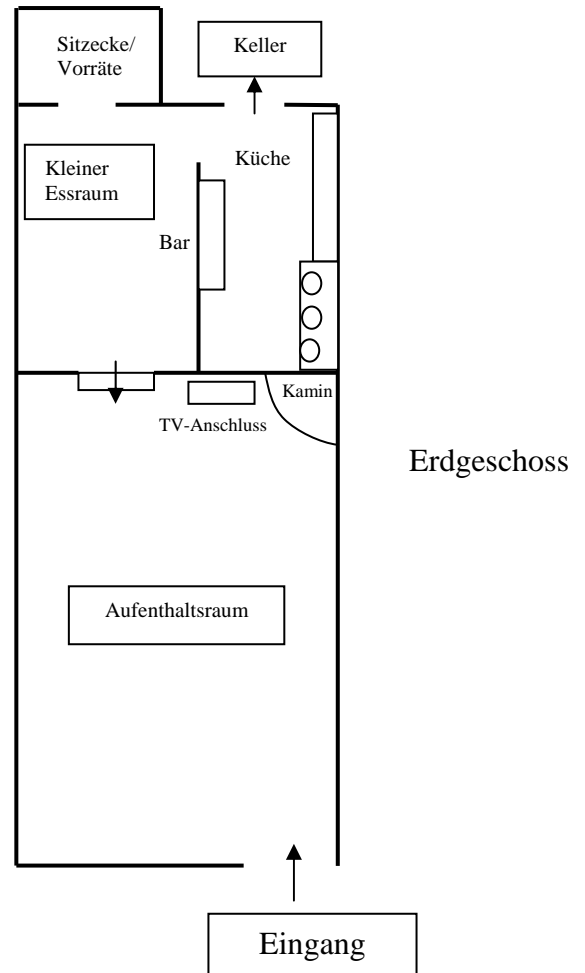 Sitzecke/
Vorräte
Keller
Küche
Kleiner
Essraum
Bar
Kamin
TV-Anschluss
Erdgeschoss
Aufenthaltsraum
Eingang